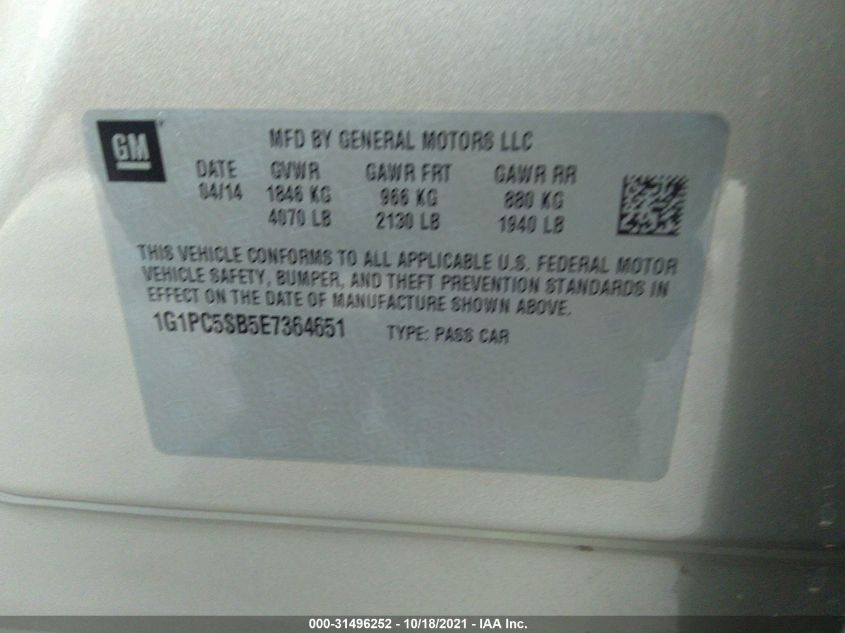 GM
MFD BY GENERAL MOTORS LLC
DATE GVWR GAWR FRT GAWR RR
04/14 1846 KG 966 KG 880 KG
4070 LB 2130 LB 1940 LB
THIS VEHICLE CONFORMS TO ALL APPLICABLE U.S. FEDERAL MOTOR
VEHICLE SAFETY, BUMPER, AND THEFT PREVENTION STANDARDS IN
EFFECT ON THE DATE OF MANUFACTURE SHOWN ABOVE.
1G1PC5SB5E7364651 TYPE: PASS CAR
000-31496252 - 10/18/2021 - IAA Inc.